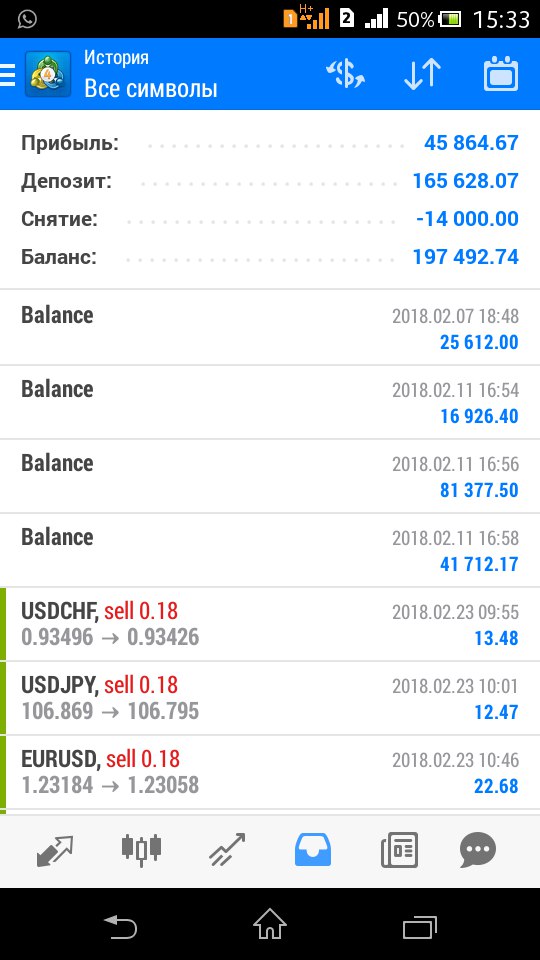 H+
1
2
50%
15:33
4
История
Все символы
Прибыль: 45 864.67
Депозит: 165 628.07
Снятие: -14 000.00
Баланс: 197 492.74
Balance 2018.02.07 18:48
25 612.00
Balance 2018.02.11 16:54
16 926.40
Balance 2018.02.11 16:56
81 377.50
Balance 2018.02.11 16:58
41 712.17
USDCHF, sell 0.18 2018.02.23 09:55
0.93496 → 0.93426 13.48
USDJPY, sell 0.18 2018.02.23 10:01
106.869 → 106.795 12.47
EURUSD, sell 0.18 2018.02.23 10:46
1.23184 → 1.23058 22.68